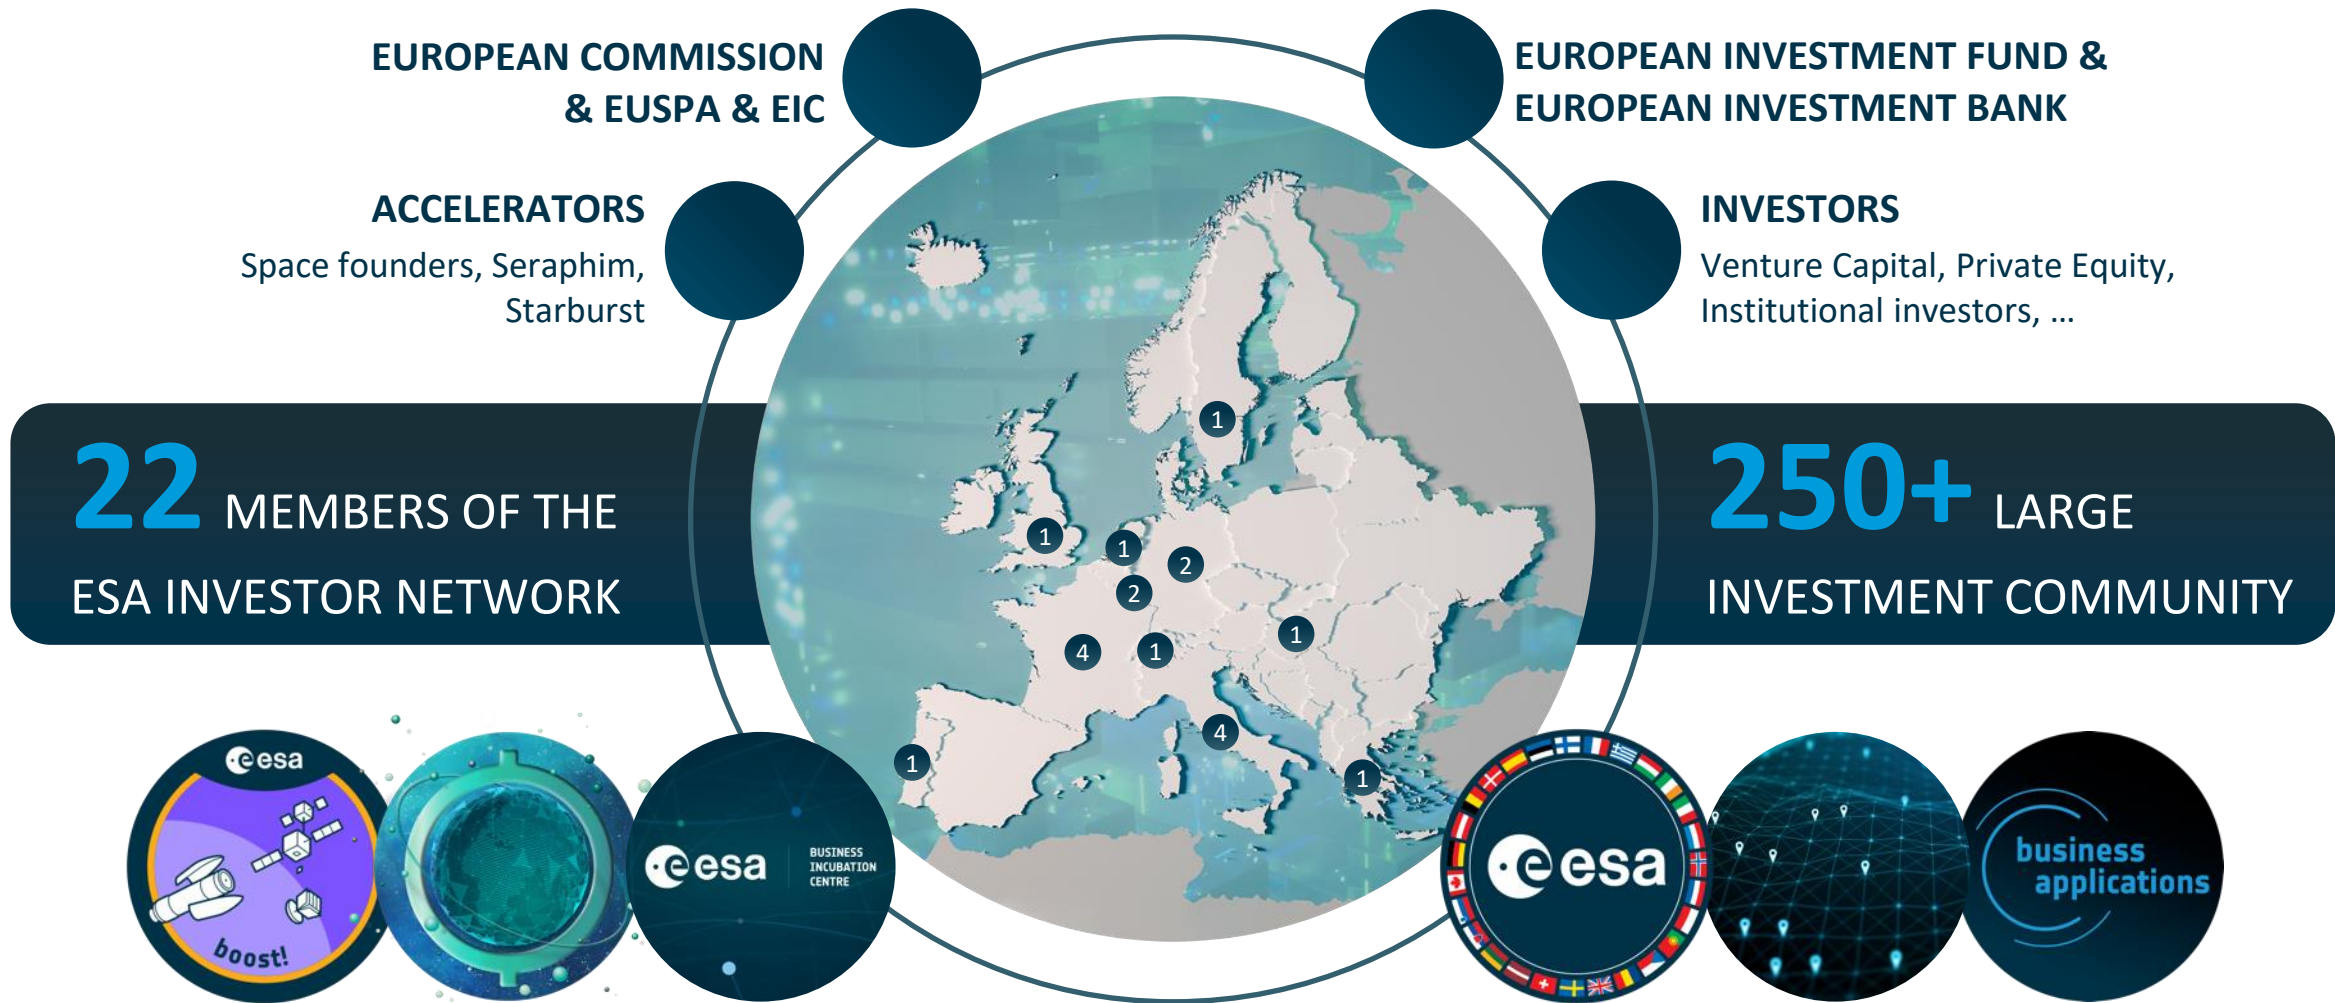 EUROPEAN COMMISSION
& EUSPA & EIC
EUROPEAN INVESTMENT FUND &
EUROPEAN INVESTMENT BANK
ACCELERATORS
Space founders, Seraphim,
Starburst
INVESTORS
Venture Capital, Private Equity,
Institutional investors, ...
22 MEMBERS OF THE
ESA INVESTOR NETWORK
250+ LARGE
INVESTMENT COMMUNITY
1
1
1
2
2
1
4
1
4
1
1
esa
boost!
esa
BUSINESS
INCUBATION
CENTRE
esa
business
applications